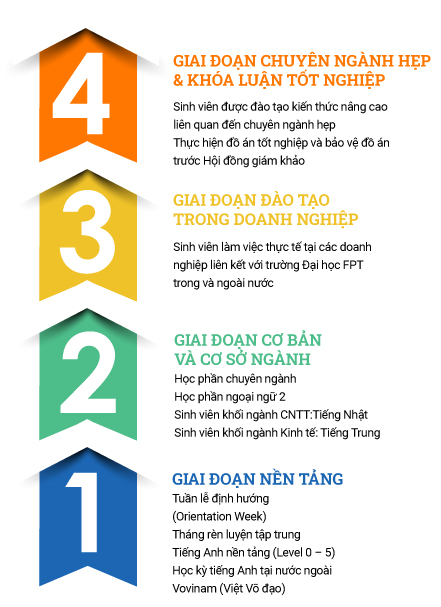 4
GIAI ĐOẠN CHUYÊN NGÀNH HẸP
& KHÓA LUẬN TỐT NGHIỆP
Sinh viên được đào tạo kiến thức nâng cao
liên quan đến chuyên ngành hẹp
Thực hiện đồ án tốt nghiệp và bảo vệ đồ án
trước Hội đồng giám khảo
3
GIAI ĐOẠN ĐÀO TẠO
TRONG DOANH NGHIỆP
Sinh viên làm việc thực tế tại các doanh
nghiệp liên kết với trường Đại học FPT
trong và ngoài nước
2
GIAI ĐOẠN CƠ BẢN
VÀ CƠ SỞ NGÀNH
Học phần chuyên ngành
Học phần ngoại ngữ 2
Sinh viên khối ngành CNTT:Tiếng Nhật
Sinh viên khối ngành Kinh tế: Tiếng Trung
1
GIAI ĐOẠN NỀN TẢNG
Tuần lễ định hướng
(Orientation Week)
Tháng rèn luyện tập trung
Tiếng Anh nền tảng (Level 0 – 5)
Học kỳ tiếng Anh tại nước ngoài
Vovinam (Việt Võ đạo)